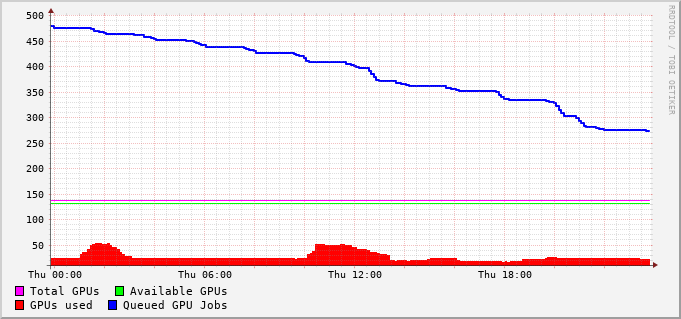 500
450
400
350
300
250
200
150
100
50
Thu 00:00 Thu 06:00 Thu 12:00 Thu 18:00
Total GPUs Available GPUs
GPUs used Queued GPU Jobs
RRDTOOL / TOBI OETIKER